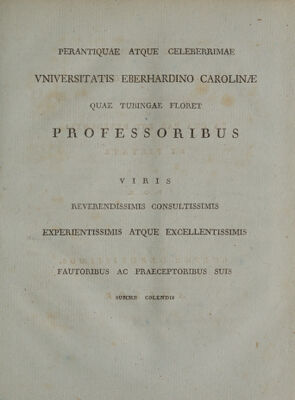 PERANTIQUAE ATQUE CELEBERRIMAE
VNIVERSITATIS EBERHARDINO CAROLINÆ
QUAE TUBINGAE FLORET
PROFESSORIBUS
VIRIS
REVERENDISSIMIS CONSULTISSIMIS
EXPERIENTISSIMIS ATQUE EXCELLENTISSIMIS
FAUTORIBUS AC PRAECEPTORIBUS SUIS
SUMME COLENDIS